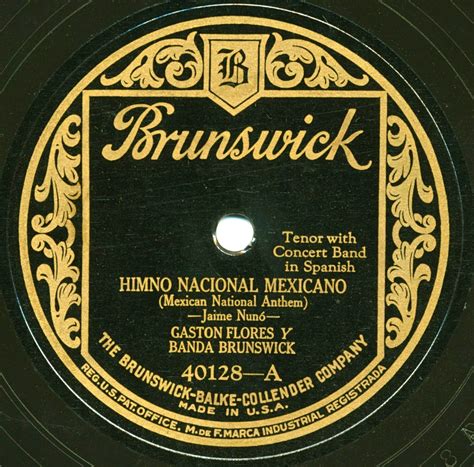 B
Brunswick
Tenor with
Concert Band
in Spanish
HIMNO NACIONAL MEXICANO
(Mexican National Anthem)
—Jaime Nunó—
GASTON FLORES Y
BANDA BRUNSWICK
40128—A
THE BRUNSWICK-BALKE-COLLENDER COMPANY
MADE IN U.S.A.
REG. U.S. PAT. OFFICE. M. DE F. MARCA INDUSTRIAL REGISTRADA